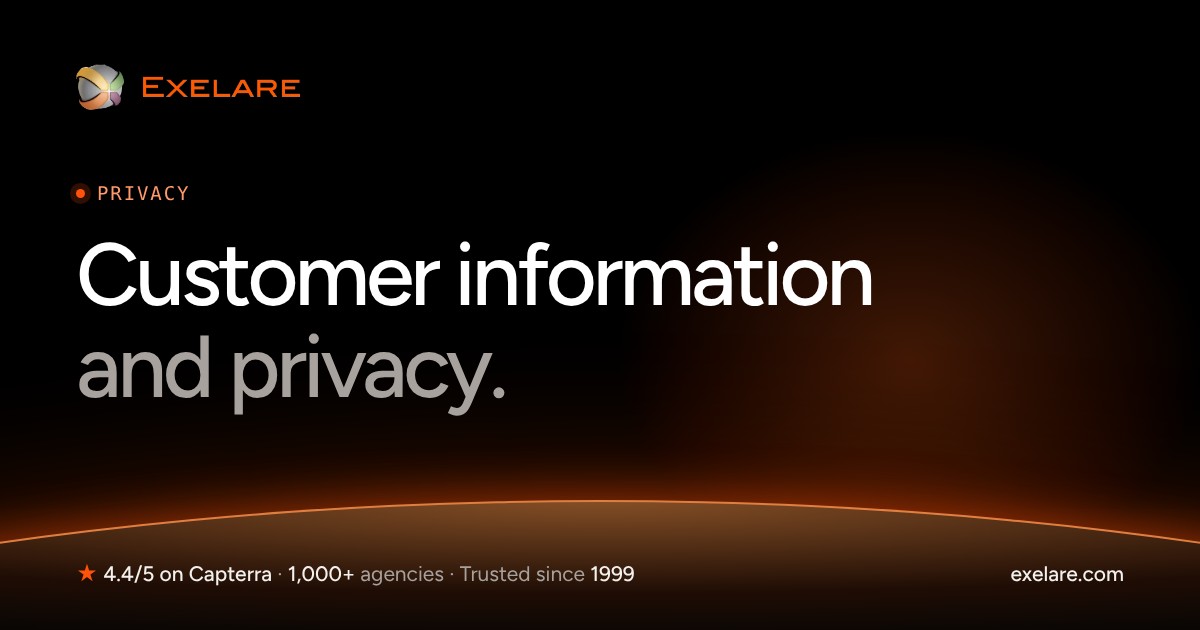 EXELARE
PRIVACY
Customer information
and privacy.
★ 4.4/5 on Capterra · 1,000+ agencies · Trusted since 1999
exelare.com